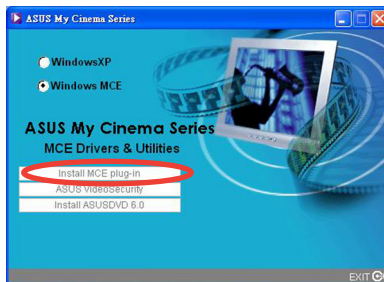 ASUS My Cinema Series
WindowsXP
Windows MCE
ASUS My Cinema Series
MCE Drivers & Utilities
Install MCE plug-in
ASUS VideoSecurity
Install ASUSDVD 6.0
EXIT